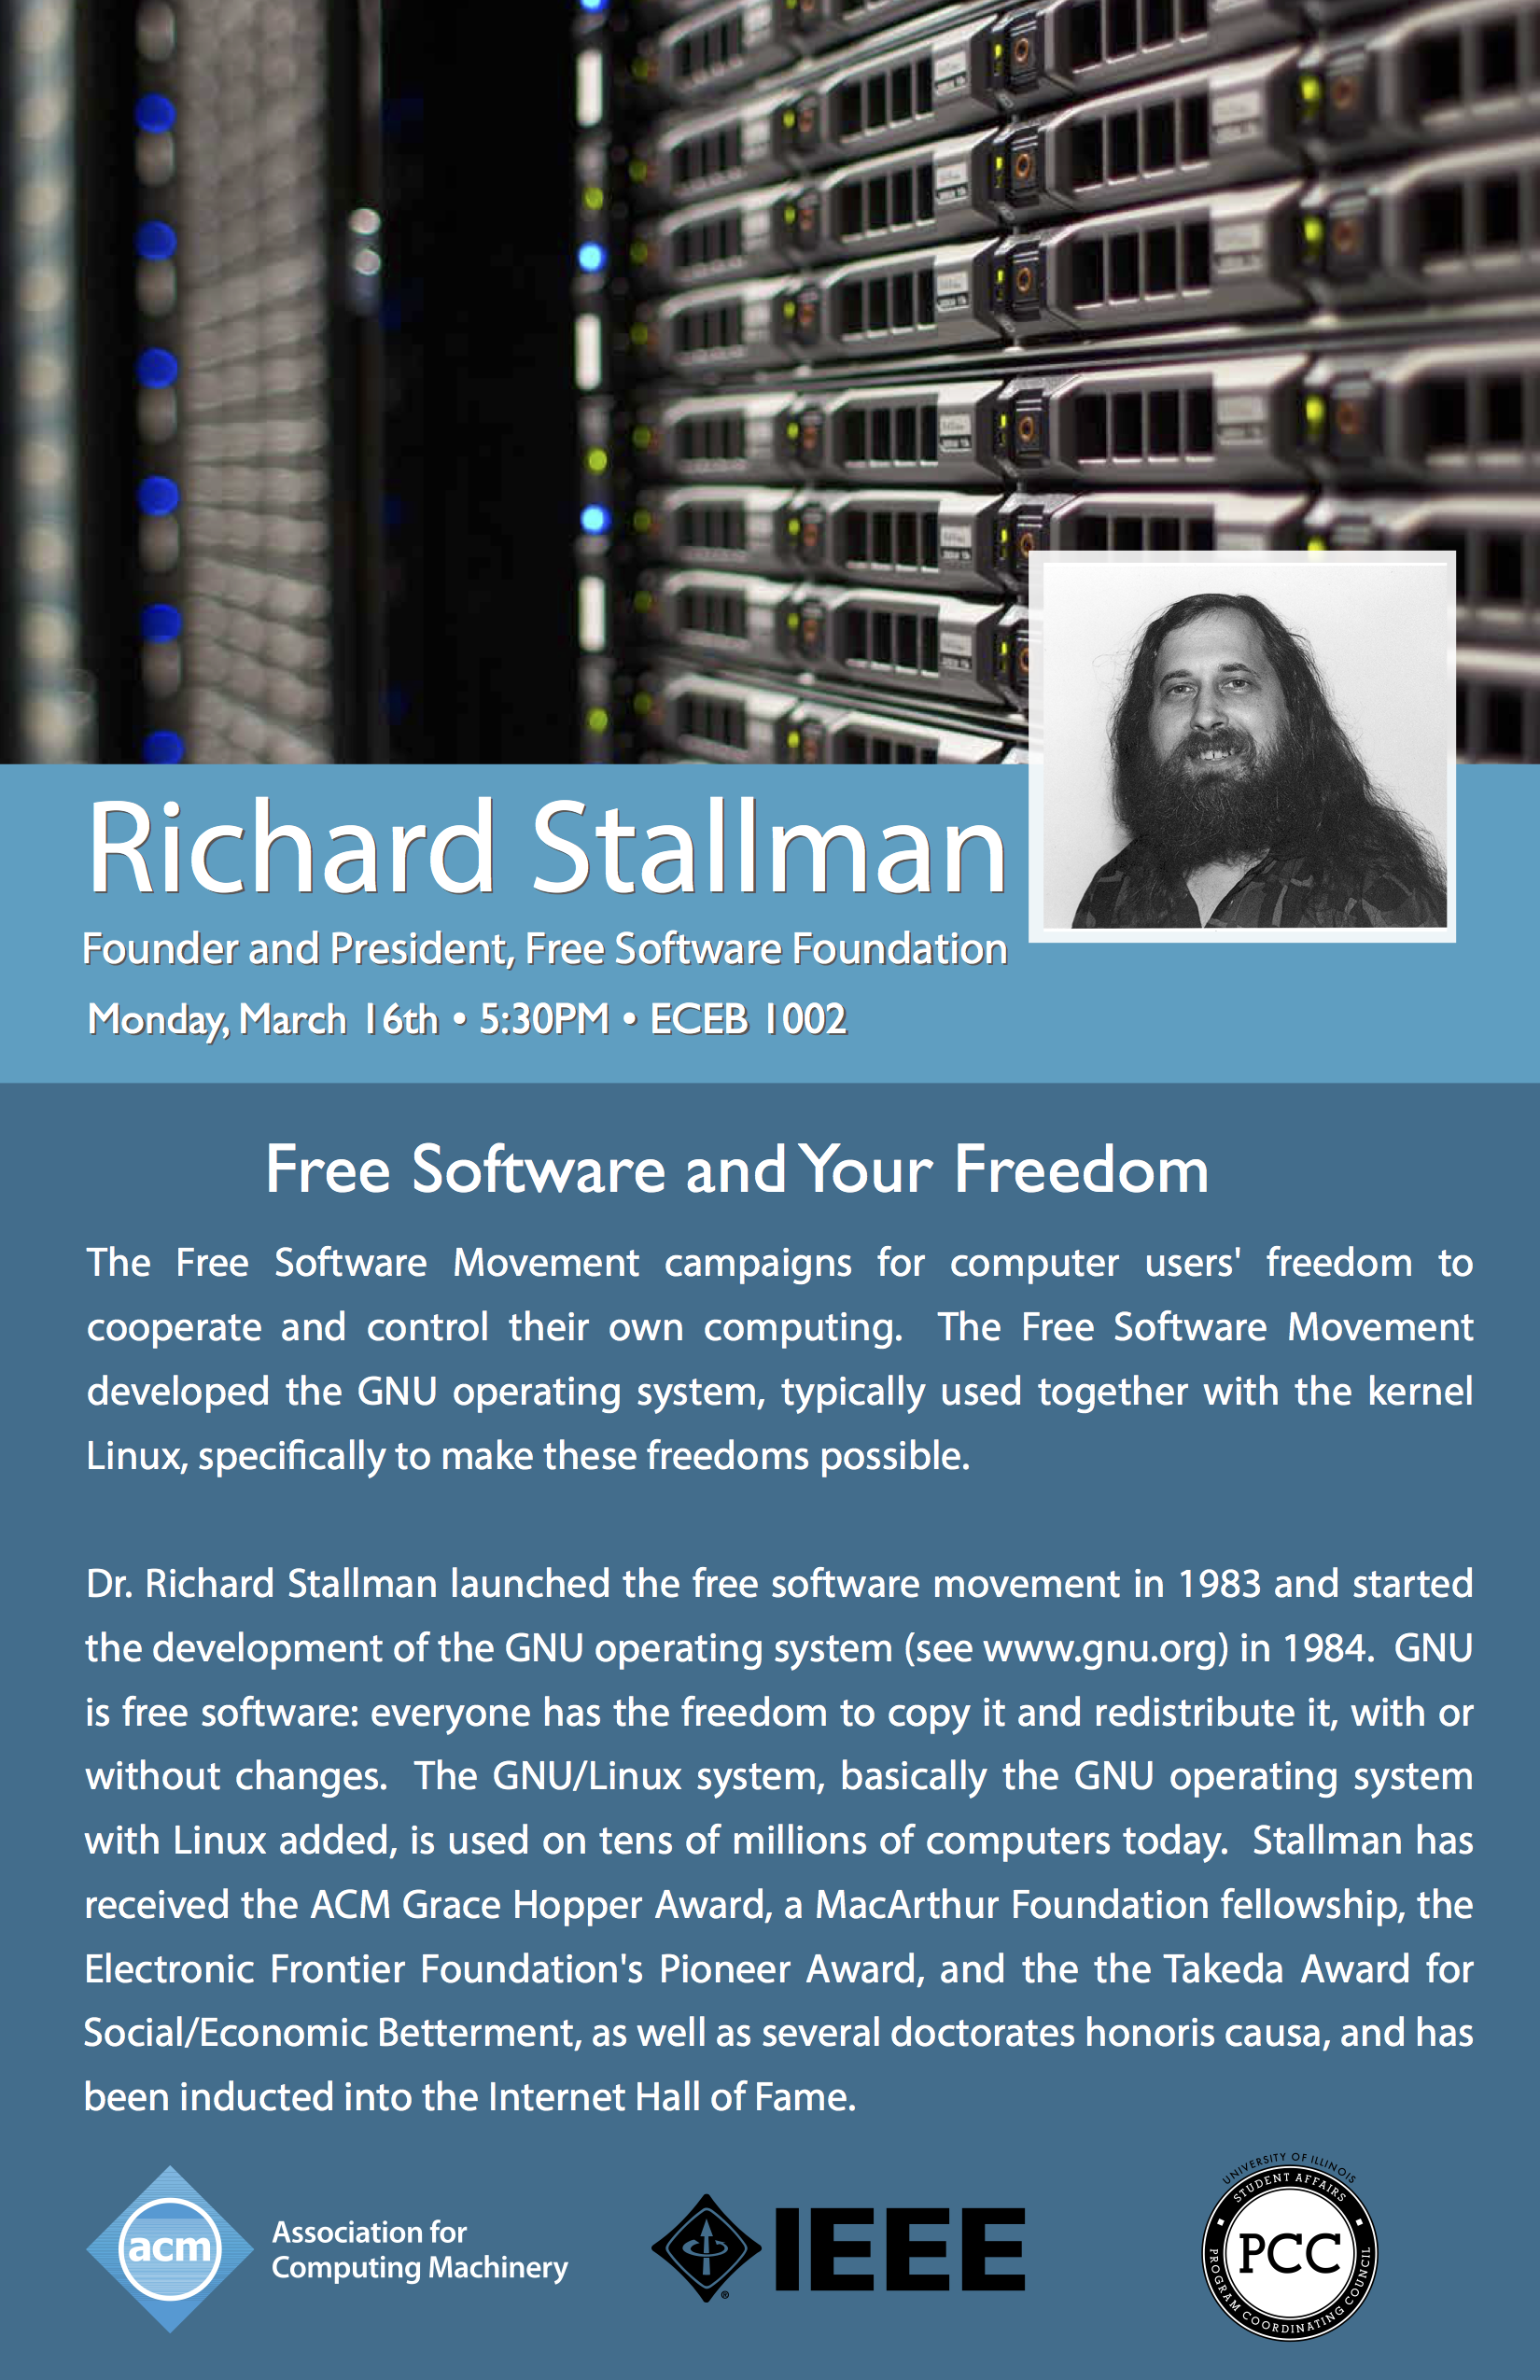 Richard Stallman
Founder and President, Free Software Foundation
Monday, March 16th • 5:30PM • ECEB 1002
Free Software and Your Freedom
The Free Software Movement campaigns for computer users' freedom to
cooperate and control their own computing. The Free Software Movement
developed the GNU operating system, typically used together with the kernel
Linux, specifically to make these freedoms possible.
Dr. Richard Stallman launched the free software movement in 1983 and started
the development of the GNU operating system (see www.gnu.org) in 1984. GNU
is free software: everyone has the freedom to copy it and redistribute it, with or
without changes. The GNU/Linux system, basically the GNU operating system
with Linux added, is used on tens of millions of computers today. Stallman has
received the ACM Grace Hopper Award, a MacArthur Foundation fellowship, the
Electronic Frontier Foundation's Pioneer Award, and the the Takeda Award for
Social/Economic Betterment, as well as several doctorates honoris causa, and has
been inducted into the Internet Hall of Fame.
acm
Association for
Computing Machinery
IEEE
®
UNIVERSITY OF ILLINOIS
STUDENT AFFAIRS
PCC
PROGRAM COORDINATING COUNCIL